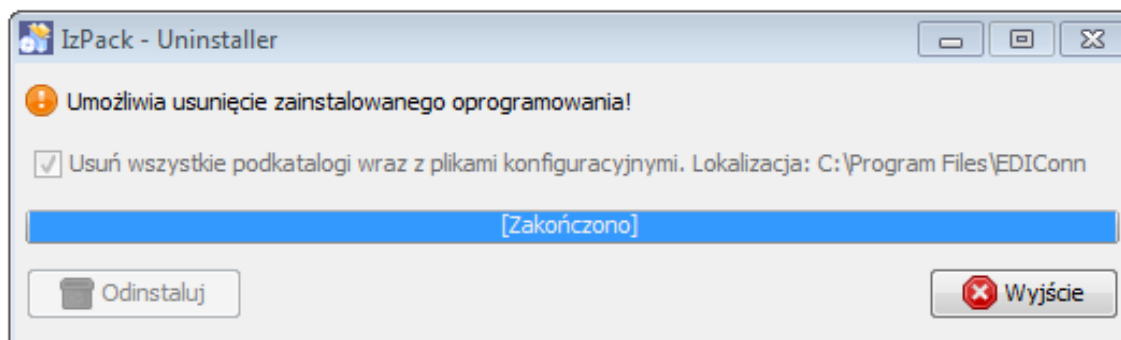 IzPack - Uninstaller
Umożliwia usunięcie zainstalowanego oprogramowania!
Usuń wszystkie podkatalogi wraz z plikami konfiguracyjnymi. Lokalizacja: C:\Program Files\EDIConn
[Zakończono]
Odinstaluj
Wyjście